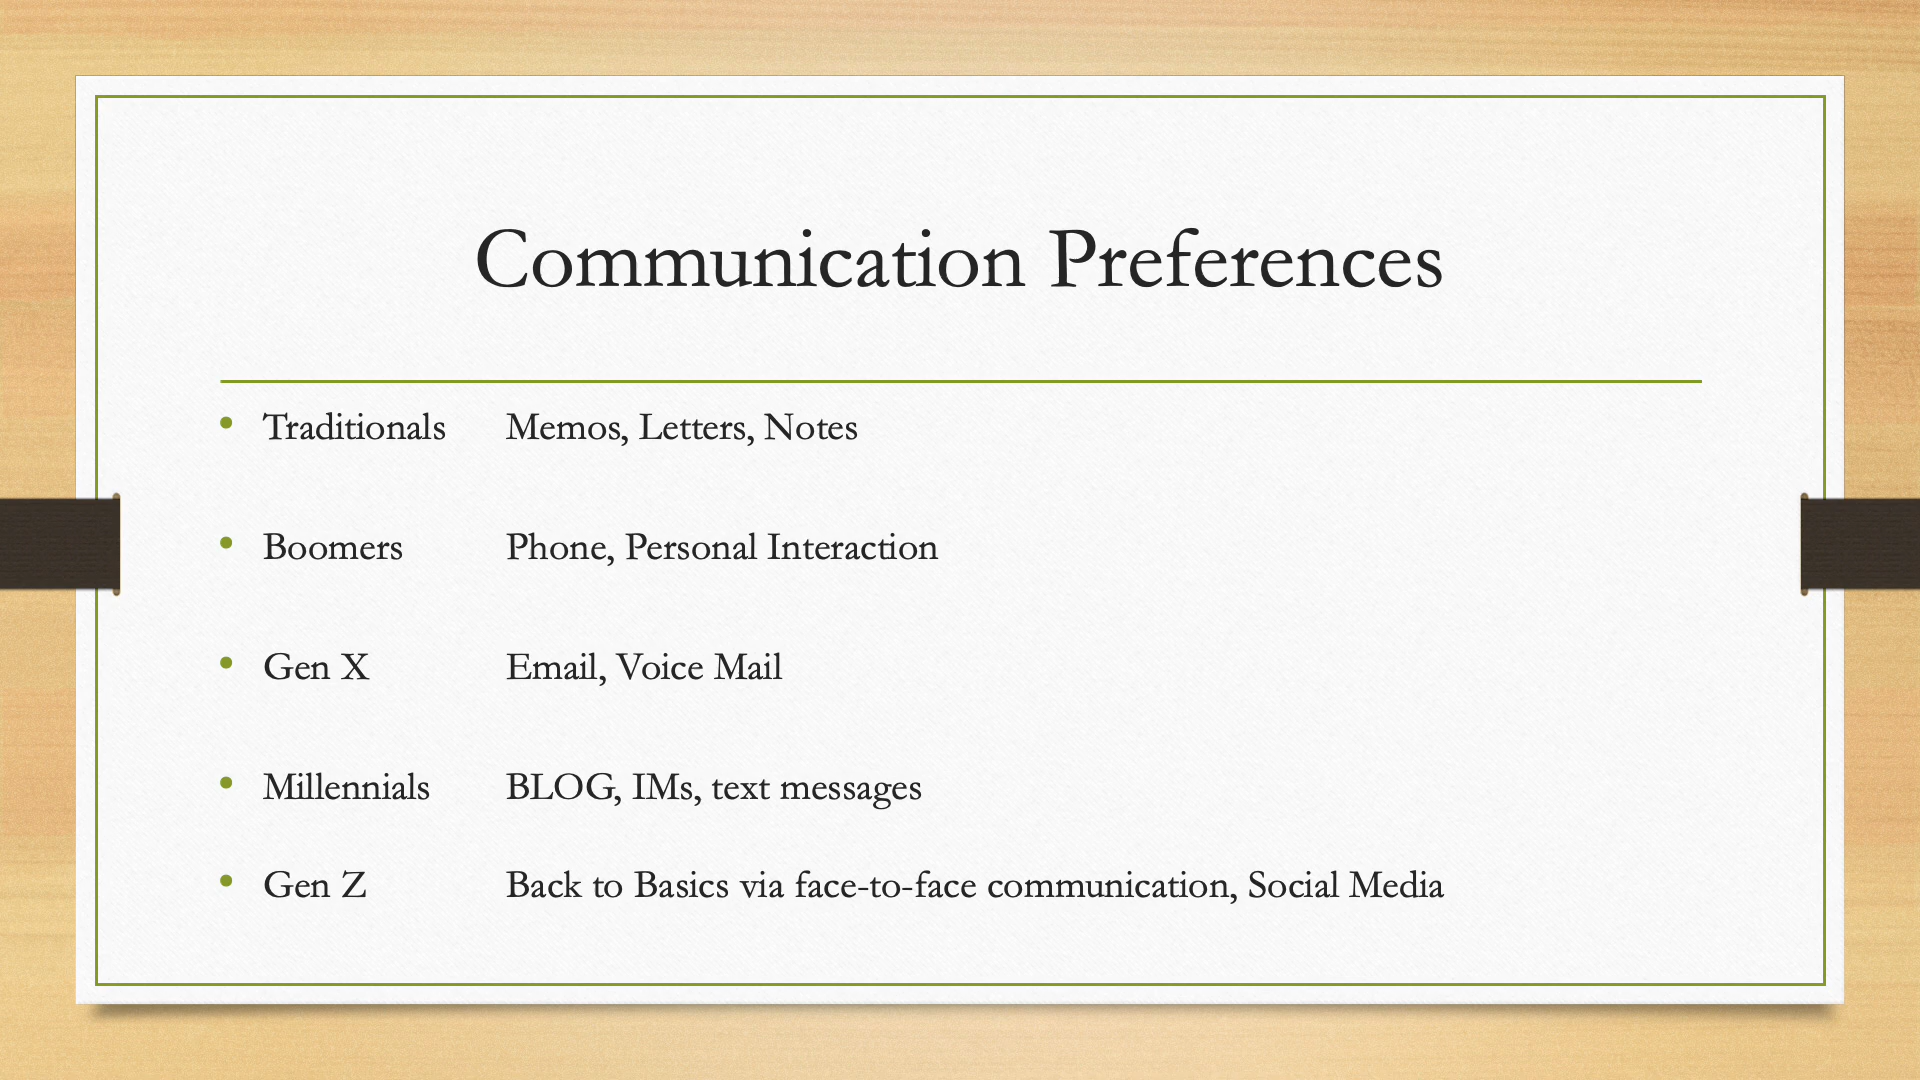 Communication Preferences
• Traditionals Memos, Letters, Notes
• Boomers Phone, Personal Interaction
• Gen X Email, Voice Mail
• Millennials BLOG, IMs, text messages
• Gen Z Back to Basics via face-to-face communication, Social Media